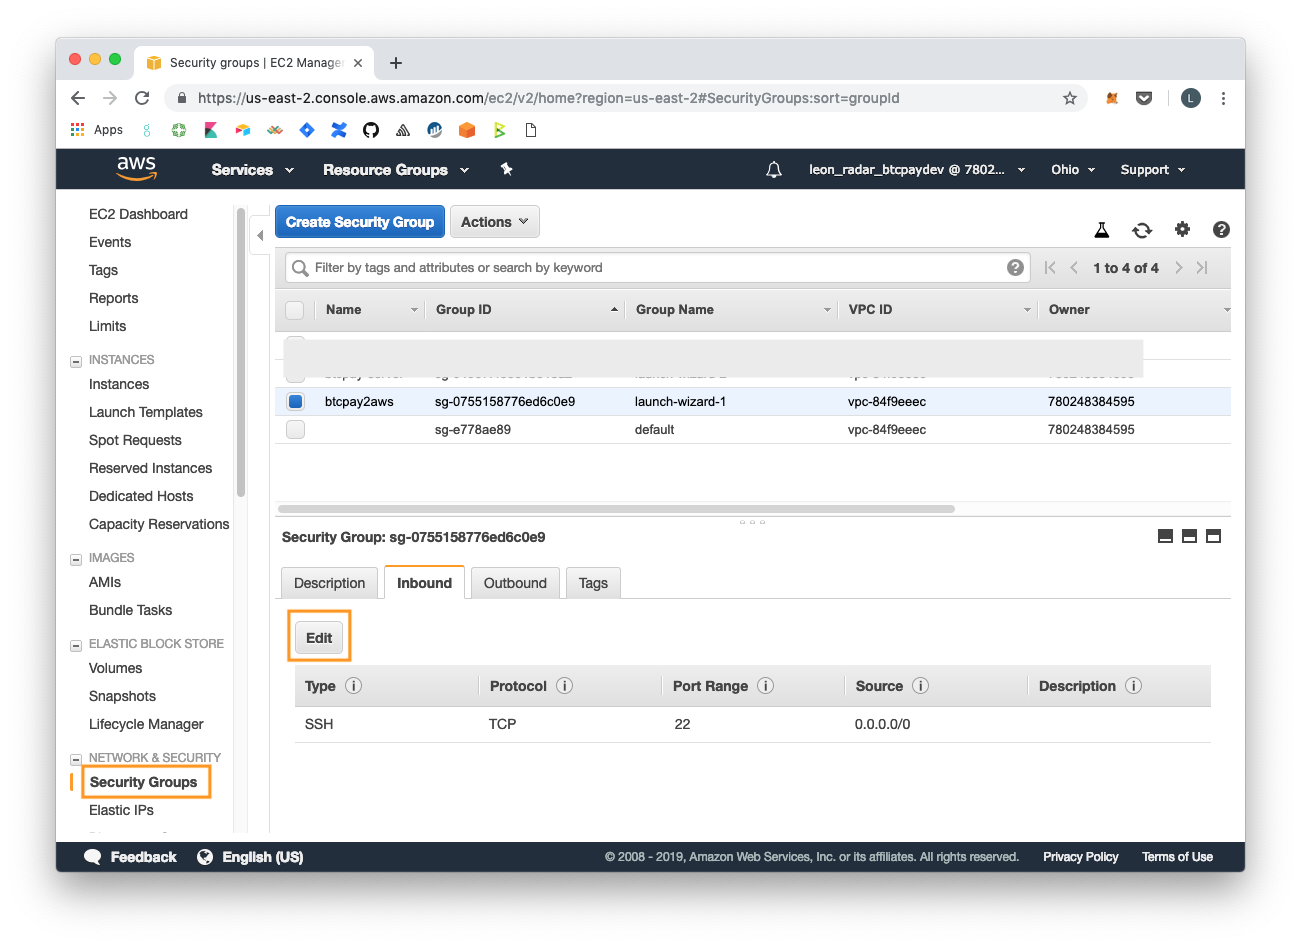 Security groups | EC2 Manage
https://us-east-2.console.aws.amazon.com/ec2/v2/home?region=us-east-2#SecurityGroups:sort=groupId
L
Apps
aws
Services
Resource Groups
leon_radar_btcpaydev @ 7802...
Ohio
Support
EC2 Dashboard
Events
Tags
Reports
Limits
INSTANCES
Instances
Launch Templates
Spot Requests
Reserved Instances
Dedicated Hosts
Capacity Reservations
IMAGES
AMIs
Bundle Tasks
ELASTIC BLOCK STORE
Volumes
Snapshots
Lifecycle Manager
NETWORK & SECURITY
Security Groups
Elastic IPs
Create Security Group
Actions
Filter by tags and attributes or search by keyword
1 to 4 of 4
Name Group ID Group Name VPC ID Owner
btcpay2aws sg-0755158776ed6c0e9 launch-wizard-1 vpc-84f9eeec 780248384595
sg-e778ae89 default vpc-84f9eeec 780248384595
Security Group: sg-0755158776ed6c0e9
Description
Inbound
Outbound
Tags
Edit
Type Protocol Port Range Source Description
SSH TCP 22 0.0.0.0/0
Feedback
English (US)
© 2008 - 2019, Amazon Web Services, Inc. or its affiliates. All rights reserved.
Privacy Policy
Terms of Use